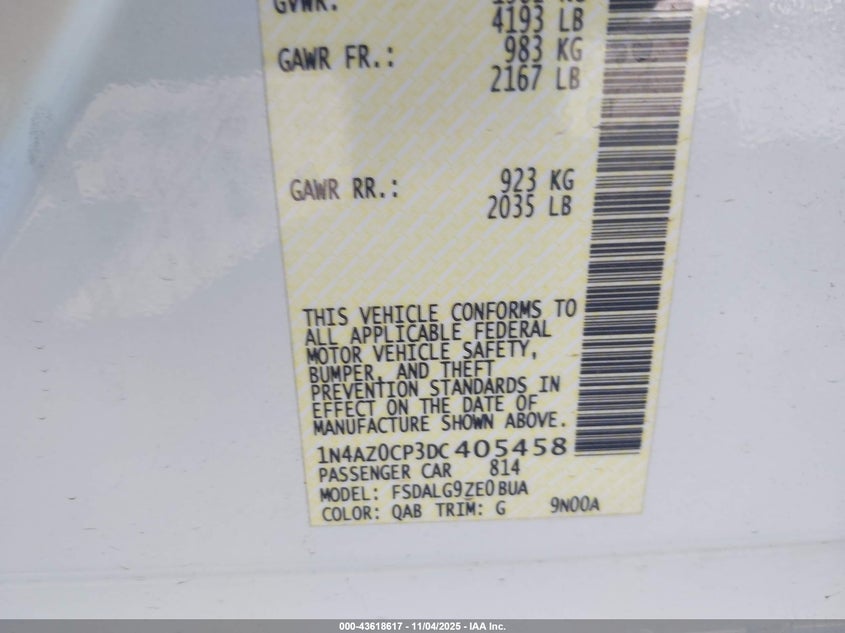 GVWR:
4193 LB
GAWR FR.: 983 KG
2167 LB
GAWR RR.: 923 KG
2035 LB
THIS VEHICLE CONFORMS TO
ALL APPLICABLE FEDERAL
MOTOR VEHICLE SAFETY,
BUMPER, AND THEFT
PREVENTION STANDARDS IN
EFFECT ON THE DATE OF
MANUFACTURE SHOWN ABOVE.
1N4AZ0CP3DC405458
PASSENGER CAR 814
MODEL: FSDALG9ZE0BUA
COLOR: QAB TRIM: G 9N00A
000-43618617 - 11/04/2025 - IAA Inc.